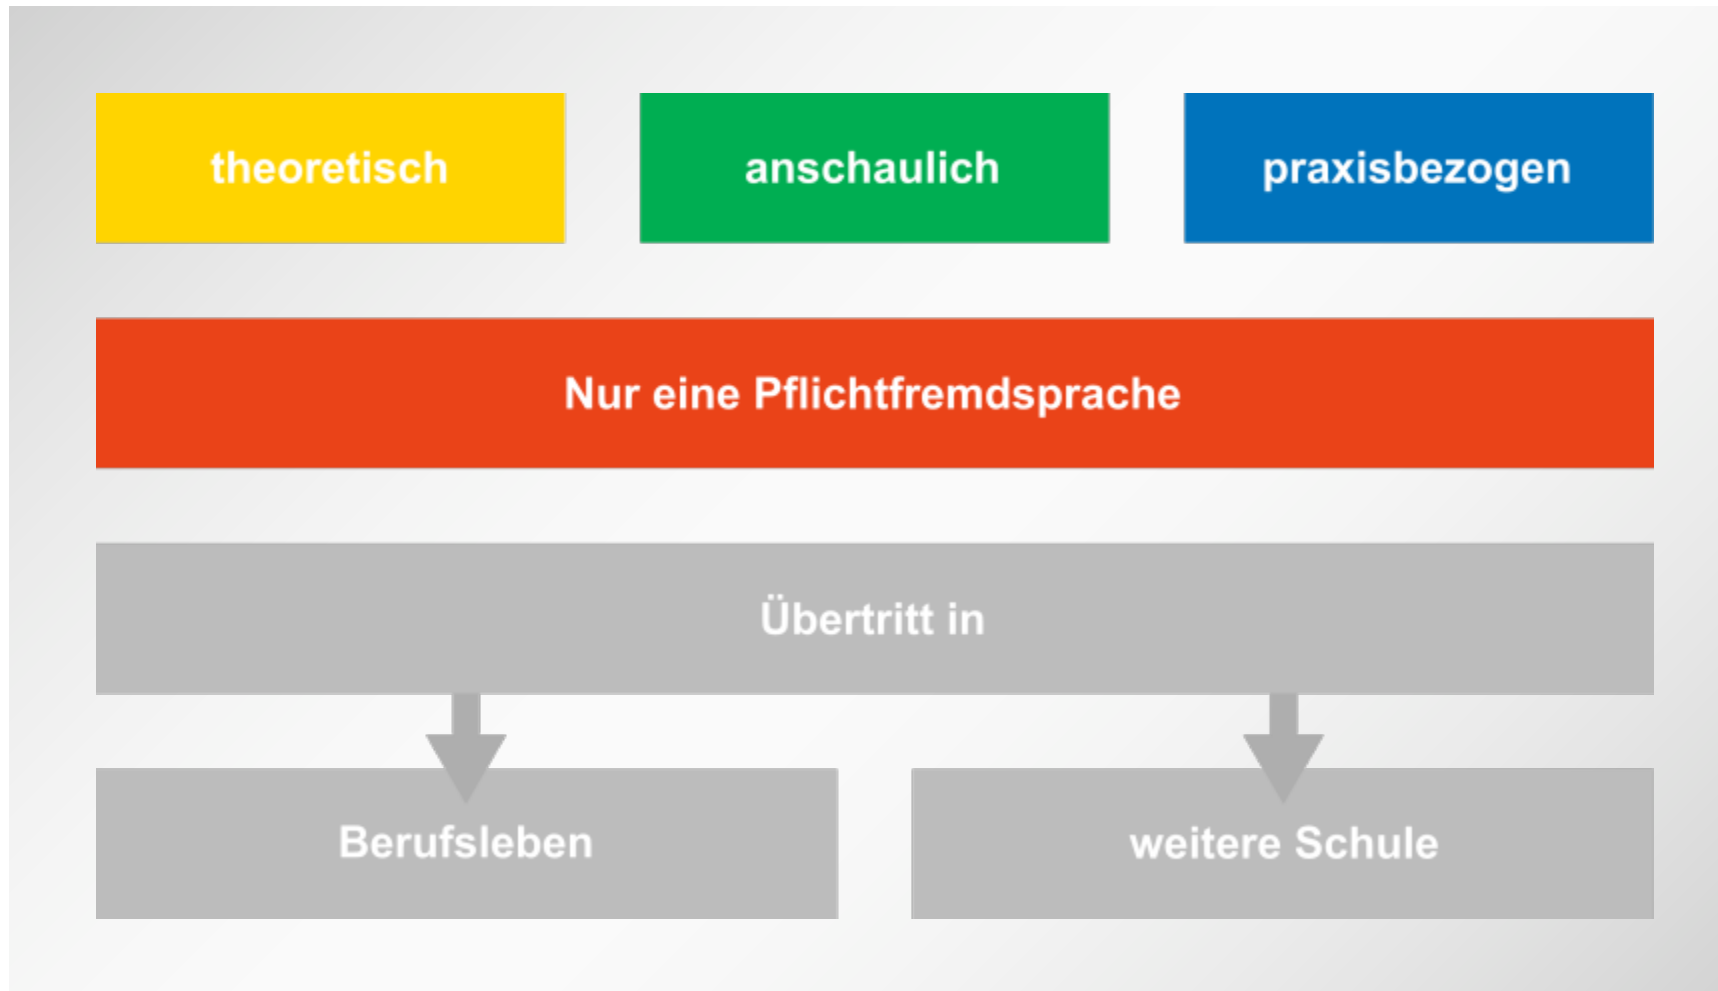 theoretisch
anschaulich
praxisbezogen
Nur eine Pflichtfremdsprache
Übertritt in
Berufsleben
weitere Schule